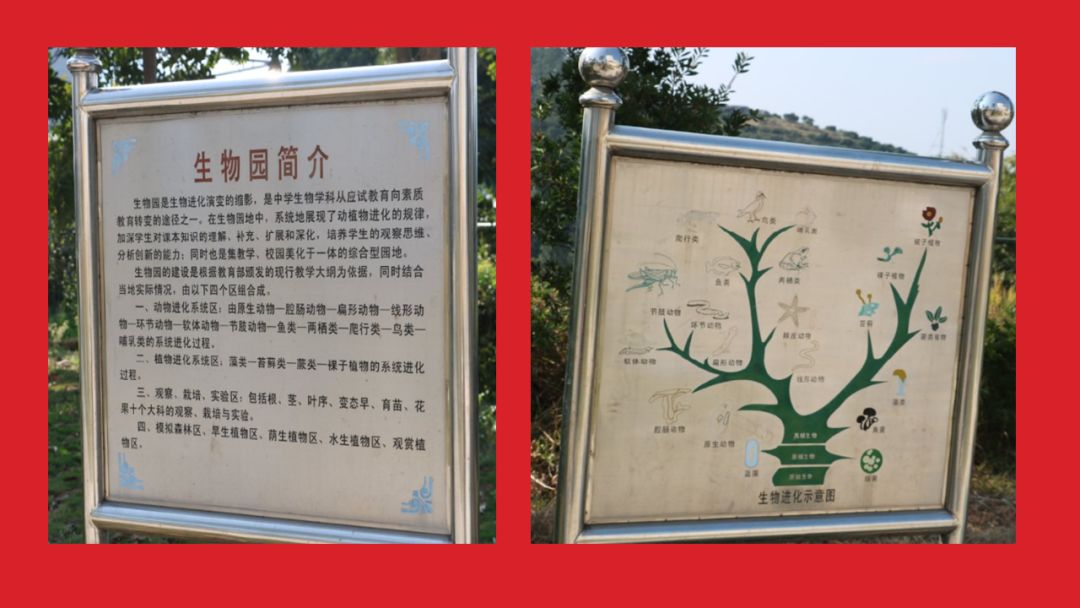 生物园简介
生物园是生物进化演变的缩影，是中学生物学科从应试教育向素质
教育转变的途径之一。在生物园地中，系统地展现了动植物进化的规律，
加深学生对课本知识的理解、补充、扩展和深化，培养学生的观察思维、
分析创新的能力；同时也是集教学、校园美化于一体的综合型园地。
生物园的建设是根据教育部颁发的现行教学大纲为依据，同时结合
当地实际情况，由以下四个区组合成。
一、动物进化系统区：由原生动物—腔肠动物—扁形动物—线形动
物—环节动物—软体动物—节肢动物—鱼类—两栖类—爬行类—鸟类—
哺乳类的系统进化过程。
二、植物进化系统区：藻类—苔藓类—蕨类—裸子植物的系统进化
过程。
三、观察、栽培、实验区：包括根、茎、叶序、变态早、育苗、花
果十个大科的观察、栽培与实验。
四、模拟森林区、旱生植物区、荫生植物区、水生植物区、观赏植
物区。
鸟类
哺乳类
爬行类
被子植物
鱼类
两栖类
裸子植物
节肢动物
环节动物
苔藓
蕨类植物
棘皮动物
软体动物
扁形动物
线形动物
藻类
腔肠动物
原生动物
真核生物
真菌
原核生物
蓝藻
细菌
原始生命
生物进化示意图